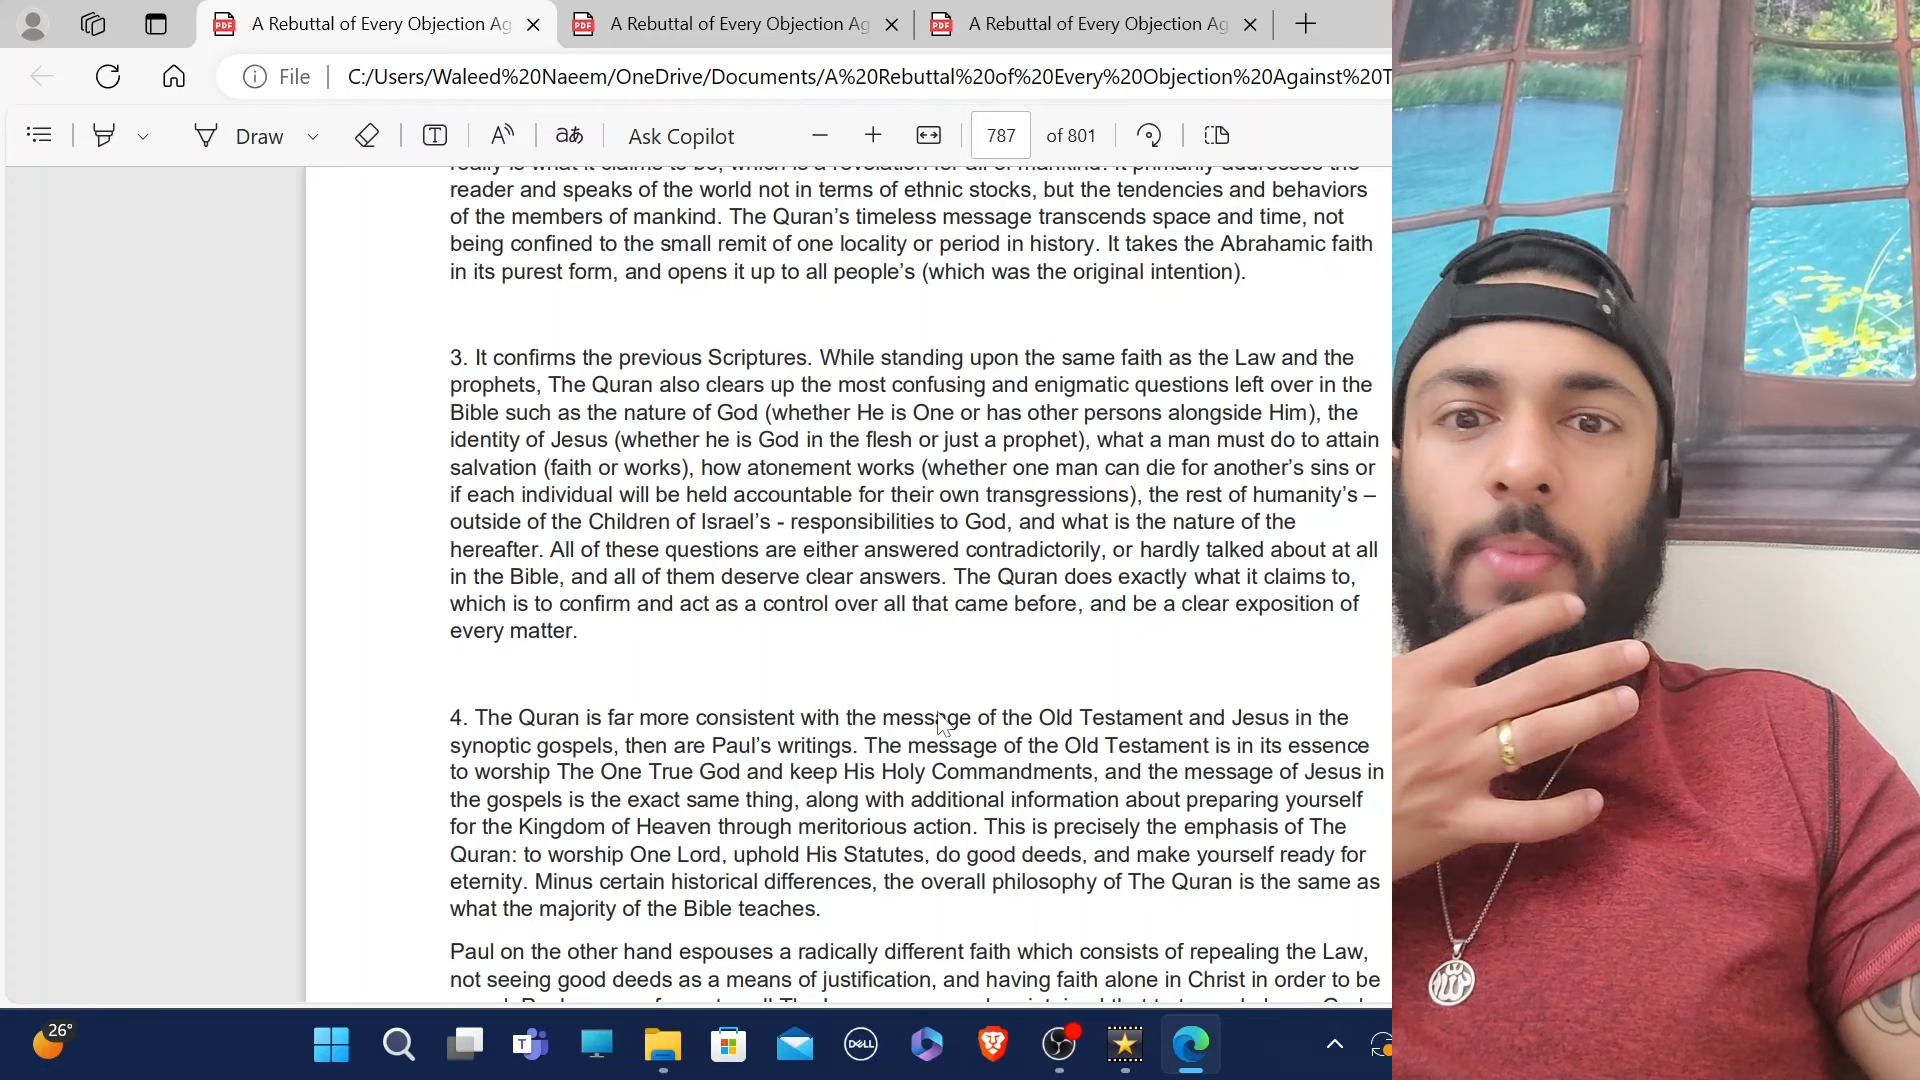 A Rebuttal of Every Objection Ag
A Rebuttal of Every Objection Ag
A Rebuttal of Every Objection Ag
File
C:/Users/Waleed%20Naeem/OneDrive/Documents/A%20Rebuttal%20of%20Every%20Objection%20Against%20T
Draw
T
A
aあ
Ask Copilot
787
of 801
really is what it claims to be, which is a revelation for all of mankind. It primarily addresses the
reader and speaks of the world not in terms of ethnic stocks, but the tendencies and behaviors
of the members of mankind. The Quran’s timeless message transcends space and time, not
being confined to the small remit of one locality or period in history. It takes the Abrahamic faith
in its purest form, and opens it up to all people’s (which was the original intention).
3. It confirms the previous Scriptures. While standing upon the same faith as the Law and the
prophets, The Quran also clears up the most confusing and enigmatic questions left over in the
Bible such as the nature of God (whether He is One or has other persons alongside Him), the
identity of Jesus (whether he is God in the flesh or just a prophet), what a man must do to attain
salvation (faith or works), how atonement works (whether one man can die for another’s sins or
if each individual will be held accountable for their own transgressions), the rest of humanity’s –
outside of the Children of Israel’s - responsibilities to God, and what is the nature of the
hereafter. All of these questions are either answered contradictorily, or hardly talked about at all
in the Bible, and all of them deserve clear answers. The Quran does exactly what it claims to,
which is to confirm and act as a control over all that came before, and be a clear exposition of
every matter.
4. The Quran is far more consistent with the message of the Old Testament and Jesus in the
synoptic gospels, then are Paul’s writings. The message of the Old Testament is in its essence
to worship The One True God and keep His Holy Commandments, and the message of Jesus in
the gospels is the exact same thing, along with additional information about preparing yourself
for the Kingdom of Heaven through meritorious action. This is precisely the emphasis of The
Quran: to worship One Lord, uphold His Statutes, do good deeds, and make yourself ready for
eternity. Minus certain historical differences, the overall philosophy of The Quran is the same as
what the majority of the Bible teaches.
Paul on the other hand espouses a radically different faith which consists of repealing the Law,
not seeing good deeds as a means of justification, and having faith alone in Christ in order to be
26°
DELL
الله